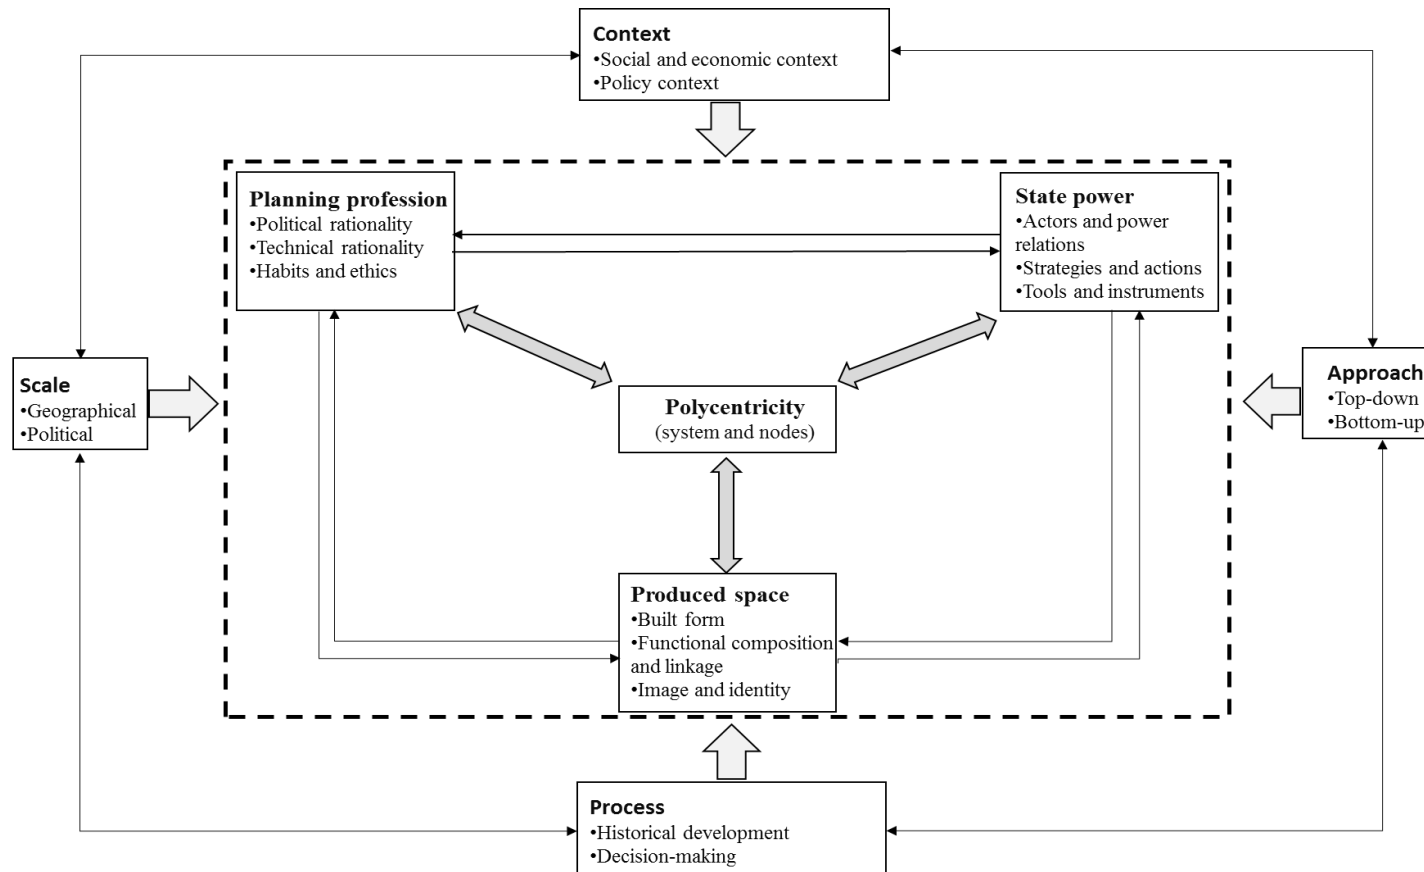 Context
•Social and economic context
•Policy context
Planning profession
•Political rationality
•Technical rationality
•Habits and ethics
State power
•Actors and power
relations
•Strategies and actions
•Tools and instruments
Scale
•Geographical
•Political
Polycentricity
(system and nodes)
Approach
•Top-down
•Bottom-up
Produced space
•Built form
•Functional composition
and linkage
•Image and identity
Process
•Historical development
•Decision-making